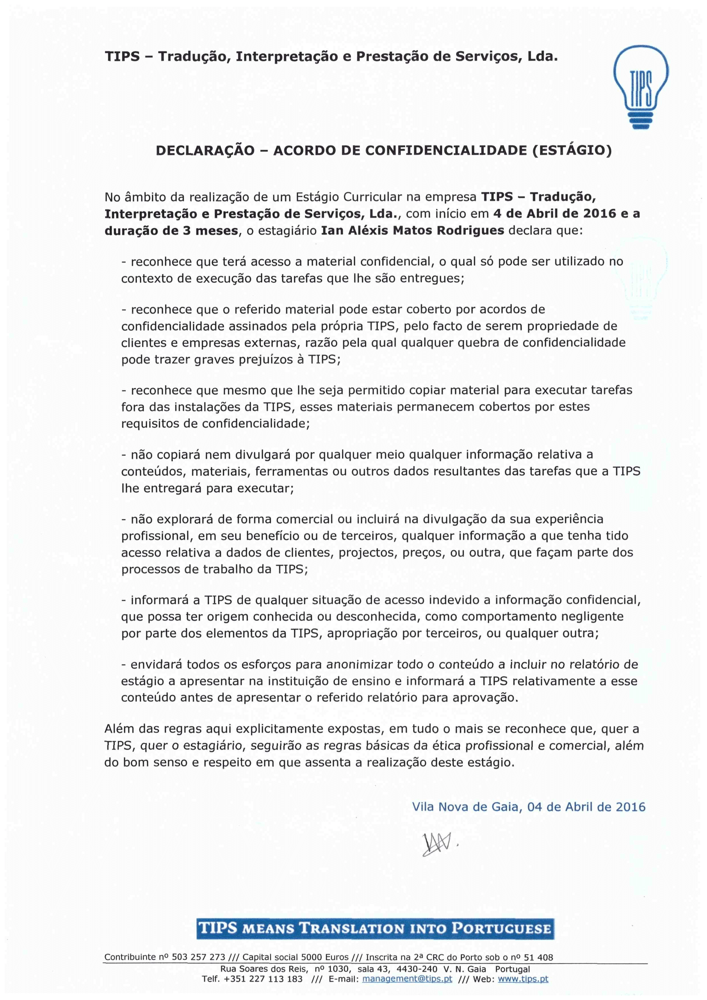 TIPS – Tradução, Interpretação e Prestação de Serviços, Lda.
TIPS
DECLARAÇÃO – ACORDO DE CONFIDENCIALIDADE (ESTÁGIO)
No âmbito da realização de um Estágio Curricular na empresa TIPS – Tradução,
Interpretação e Prestação de Serviços, Lda., com início em 4 de Abril de 2016 e a
duração de 3 meses, o estagiário Ian Aléxis Matos Rodrigues declara que:
- reconhece que terá acesso a material confidencial, o qual só pode ser utilizado no
contexto de execução das tarefas que lhe são entregues;
- reconhece que o referido material pode estar coberto por acordos de
confidencialidade assinados pela própria TIPS, pelo facto de serem propriedade de
clientes e empresas externas, razão pela qual qualquer quebra de confidencialidade
pode trazer graves prejuízos à TIPS;
- reconhece que mesmo que lhe seja permitido copiar material para executar tarefas
fora das instalações da TIPS, esses materiais permanecem cobertos por estes
requisitos de confidencialidade;
- não copiará nem divulgará por qualquer meio qualquer informação relativa a
conteúdos, materiais, ferramentas ou outros dados resultantes das tarefas que a TIPS
lhe entregará para executar;
- não explorará de forma comercial ou incluirá na divulgação da sua experiência
profissional, em seu benefício ou de terceiros, qualquer informação a que tenha tido
acesso relativa a dados de clientes, projectos, preços, ou outra, que façam parte dos
processos de trabalho da TIPS;
- informará a TIPS de qualquer situação de acesso indevido a informação confidencial,
que possa ter origem conhecida ou desconhecida, como comportamento negligente
por parte dos elementos da TIPS, apropriação por terceiros, ou qualquer outra;
- envidará todos os esforços para anonimizar todo o conteúdo a incluir no relatório de
estágio a apresentar na instituição de ensino e informará a TIPS relativamente a esse
conteúdo antes de apresentar o referido relatório para aprovação.
Além das regras aqui explicitamente expostas, em tudo o mais se reconhece que, quer a
TIPS, quer o estagiário, seguirão as regras básicas da ética profissional e comercial, além
do bom senso e respeito em que assenta a realização deste estágio.
Vila Nova de Gaia, 04 de Abril de 2016
TIPS MEANS TRANSLATION INTO PORTUGUESE
Contribuinte nº 503 257 273 /// Capital social 5000 Euros /// Inscrita na 2ª CRC do Porto sob o nº 51 408
Rua Soares dos Reis, nº 1030, sala 43, 4430-240 V. N. Gaia Portugal
Telf. +351 227 113 183 /// E-mail: management@tips.pt /// Web: www.tips.pt